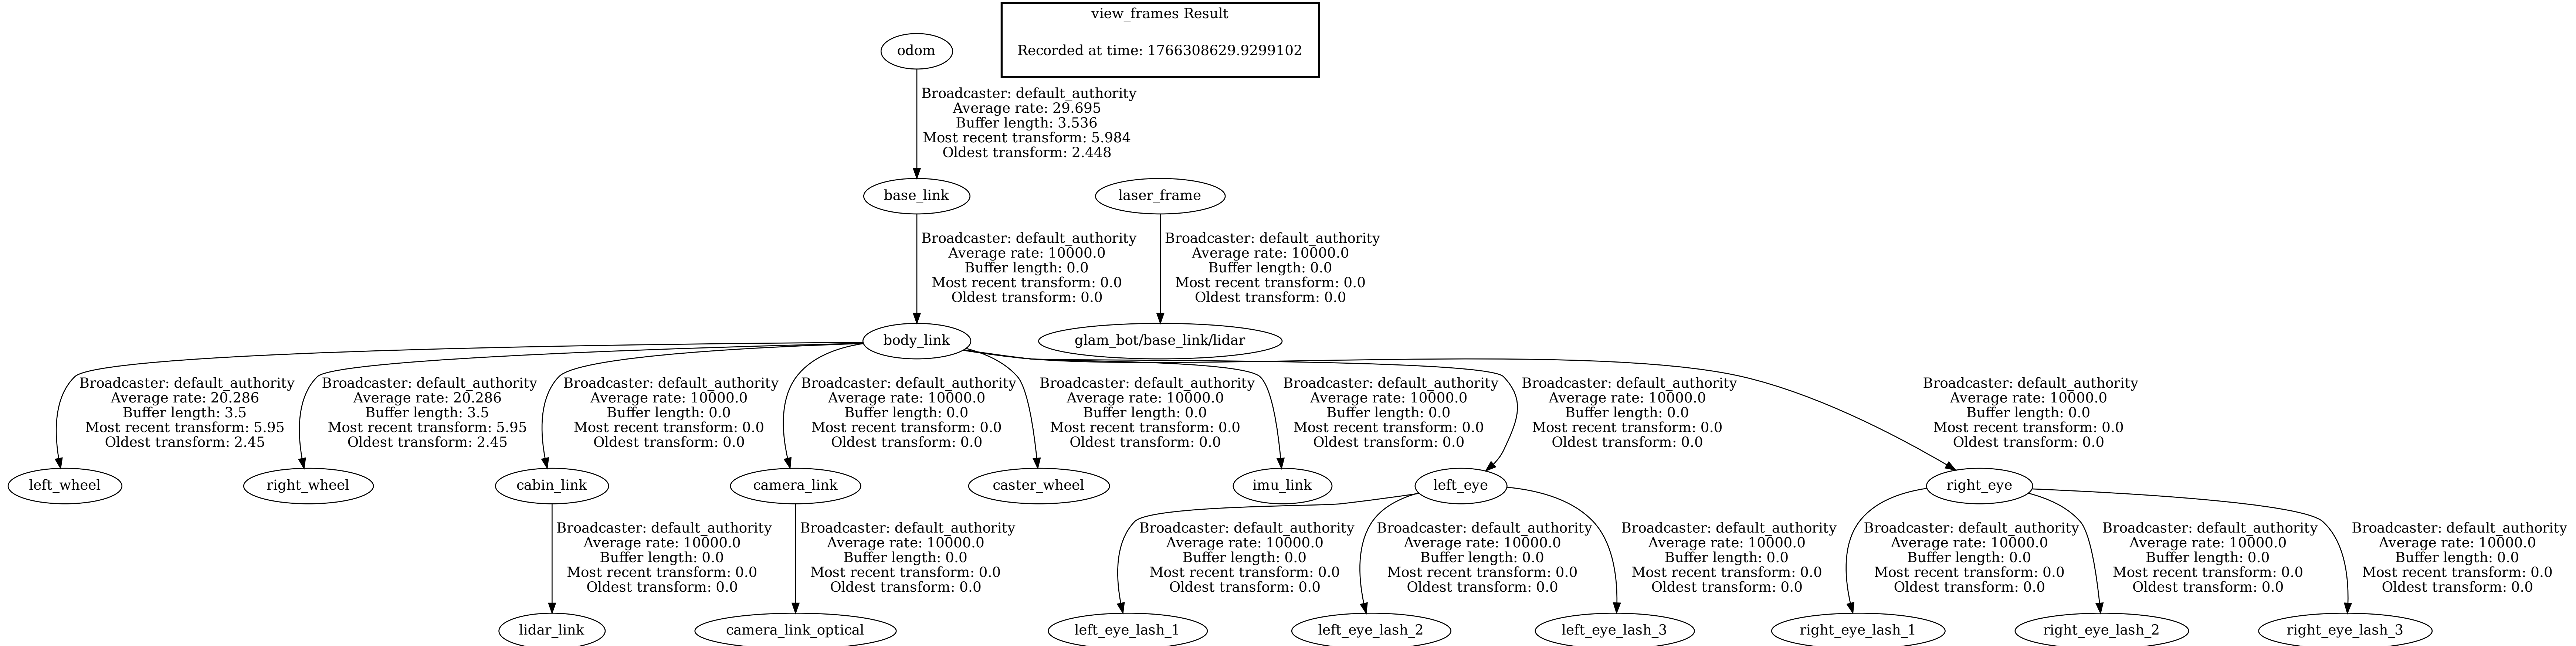 view_frames Result
Recorded at time: 1766308629.9299102
odom
Broadcaster: default_authority
Average rate: 29.695
Buffer length: 3.536
Most recent transform: 5.984
Oldest transform: 2.448
base_link
laser_frame
Broadcaster: default_authority
Average rate: 10000.0
Buffer length: 0.0
Most recent transform: 0.0
Oldest transform: 0.0
Broadcaster: default_authority
Average rate: 10000.0
Buffer length: 0.0
Most recent transform: 0.0
Oldest transform: 0.0
body_link
glam_bot/base_link/lidar
Broadcaster: default_authority
Average rate: 20.286
Buffer length: 3.5
Most recent transform: 5.95
Oldest transform: 2.45
Broadcaster: default_authority
Average rate: 20.286
Buffer length: 3.5
Most recent transform: 5.95
Oldest transform: 2.45
Broadcaster: default_authority
Average rate: 10000.0
Buffer length: 0.0
Most recent transform: 0.0
Oldest transform: 0.0
Broadcaster: default_authority
Average rate: 10000.0
Buffer length: 0.0
Most recent transform: 0.0
Oldest transform: 0.0
Broadcaster: default_authority
Average rate: 10000.0
Buffer length: 0.0
Most recent transform: 0.0
Oldest transform: 0.0
Broadcaster: default_authority
Average rate: 10000.0
Buffer length: 0.0
Most recent transform: 0.0
Oldest transform: 0.0
Broadcaster: default_authority
Average rate: 10000.0
Buffer length: 0.0
Most recent transform: 0.0
Oldest transform: 0.0
Broadcaster: default_authority
Average rate: 10000.0
Buffer length: 0.0
Most recent transform: 0.0
Oldest transform: 0.0
left_wheel
right_wheel
cabin_link
camera_link
caster_wheel
imu_link
left_eye
right_eye
Broadcaster: default_authority
Average rate: 10000.0
Buffer length: 0.0
Most recent transform: 0.0
Oldest transform: 0.0
Broadcaster: default_authority
Average rate: 10000.0
Buffer length: 0.0
Most recent transform: 0.0
Oldest transform: 0.0
Broadcaster: default_authority
Average rate: 10000.0
Buffer length: 0.0
Most recent transform: 0.0
Oldest transform: 0.0
Broadcaster: default_authority
Average rate: 10000.0
Buffer length: 0.0
Most recent transform: 0.0
Oldest transform: 0.0
Broadcaster: default_authority
Average rate: 10000.0
Buffer length: 0.0
Most recent transform: 0.0
Oldest transform: 0.0
Broadcaster: default_authority
Average rate: 10000.0
Buffer length: 0.0
Most recent transform: 0.0
Oldest transform: 0.0
Broadcaster: default_authority
Average rate: 10000.0
Buffer length: 0.0
Most recent transform: 0.0
Oldest transform: 0.0
Broadcaster: default_authority
Average rate: 10000.0
Buffer length: 0.0
Most recent transform: 0.0
Oldest transform: 0.0
lidar_link
camera_link_optical
left_eye_lash_1
left_eye_lash_2
left_eye_lash_3
right_eye_lash_1
right_eye_lash_2
right_eye_lash_3